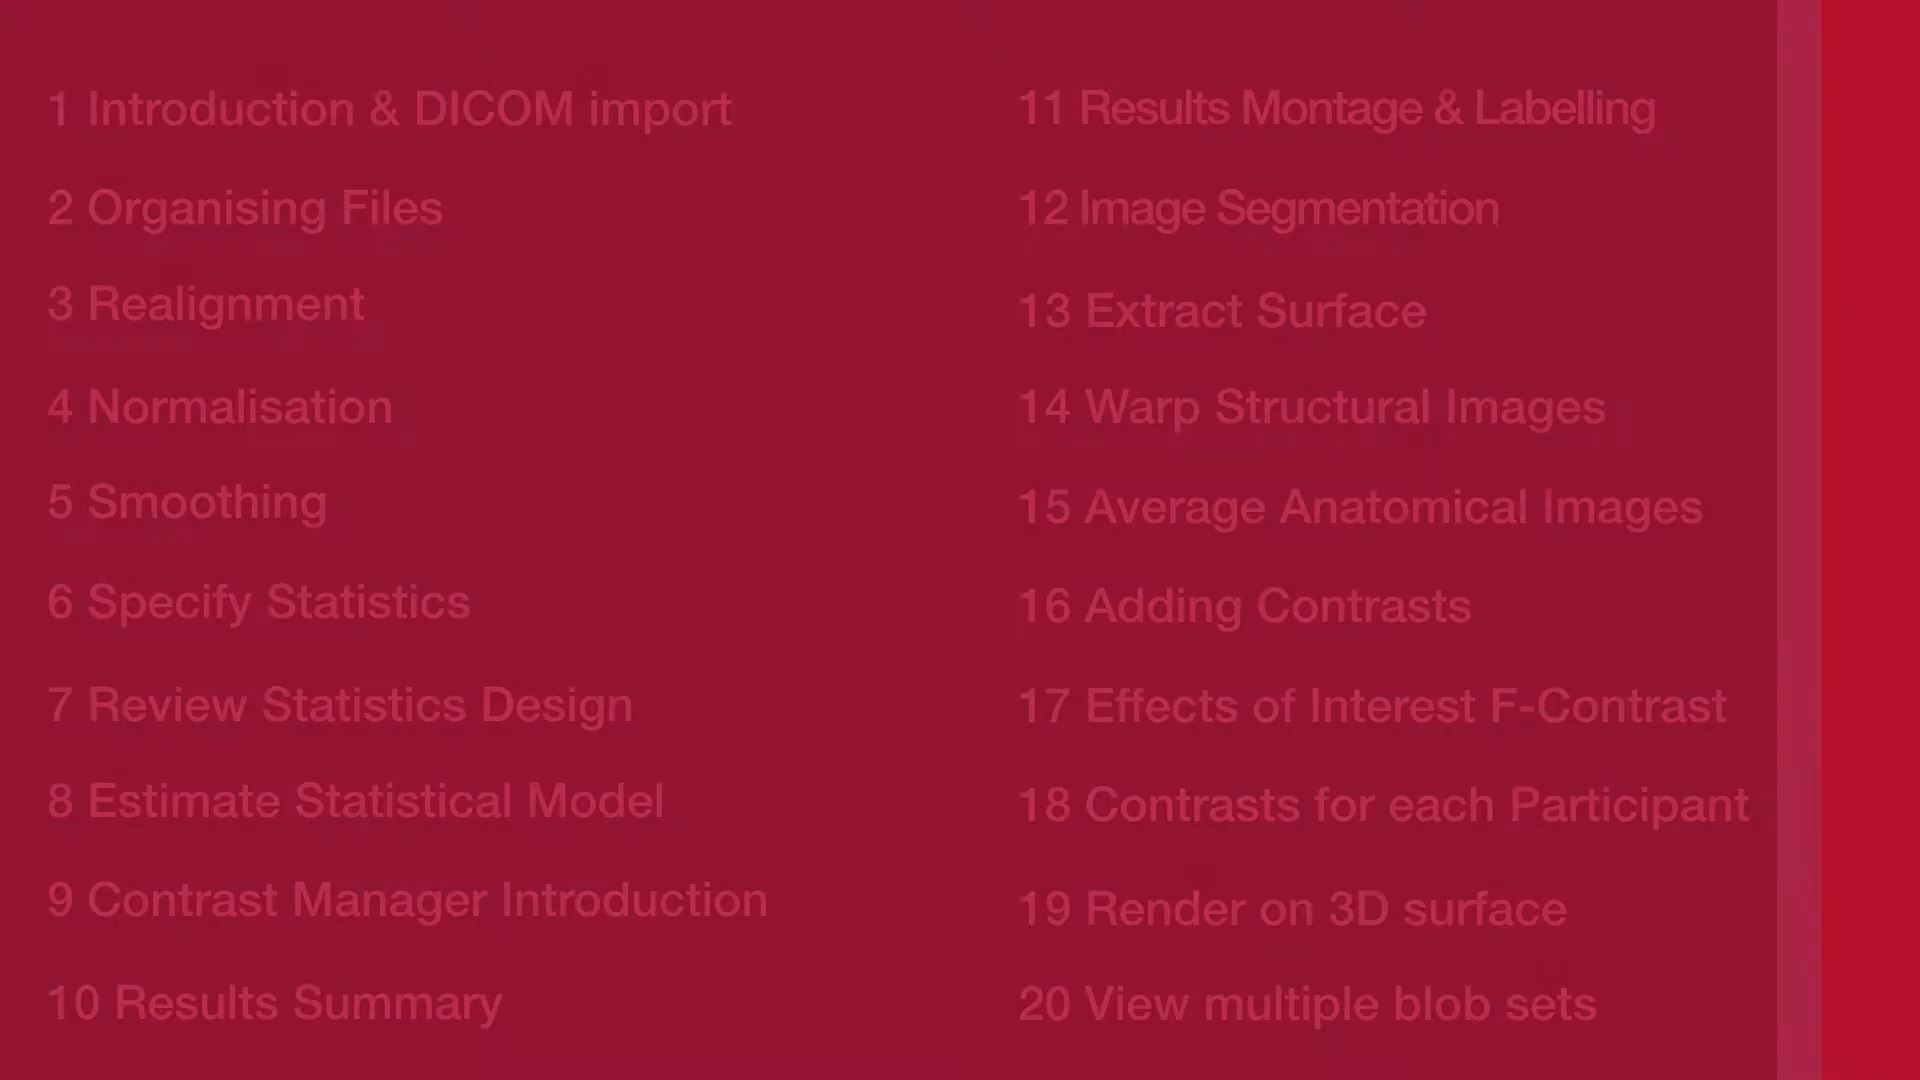 1 Introduction & DICOM import
2 Organising Files
3 Realignment
4 Normalisation
5 Smoothing
6 Specify Statistics
7 Review Statistics Design
8 Estimate Statistical Model
9 Contrast Manager Introduction
10 Results Summary
11 Results Montage & Labelling
12 Image Segmentation
13 Extract Surface
14 Warp Structural Images
15 Average Anatomical Images
16 Adding Contrasts
17 Effects of Interest F-Contrast
18 Contrasts for each Participant
19 Render on 3D surface
20 View multiple blob sets